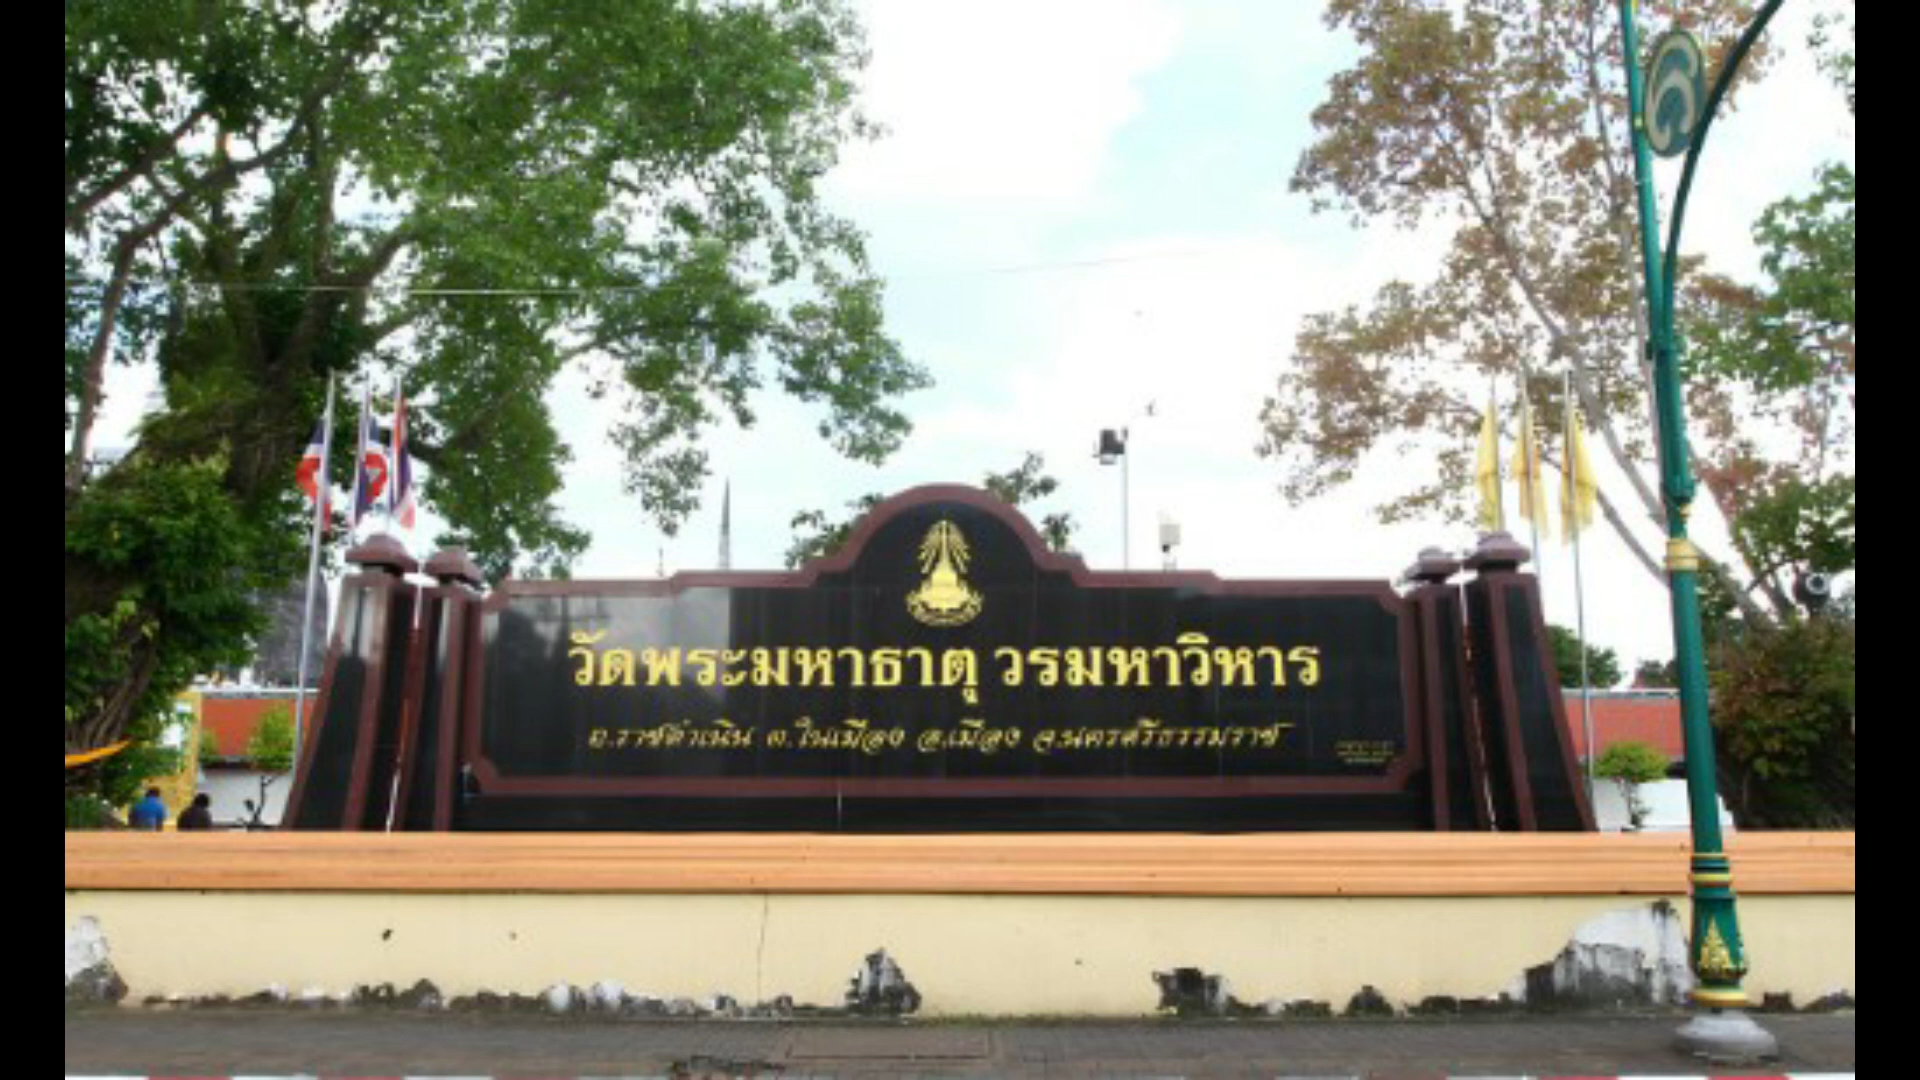 วัดพระมหาธาตุ วรมหาวิหาร
ถ.ราชดำเนิน ต.ในเมือง อ.เมือง จ.นครศรีธรรมราช